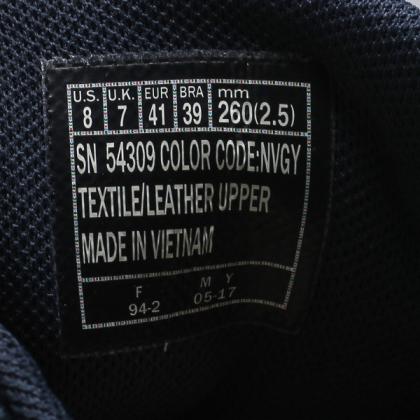 U.S. U.K. EUR BRA mm
8 7 41 39 260(2.5)
SN 54309 COLOR CODE:NVGY
TEXTILE/LEATHER UPPER
MADE IN VIETNAM
F M Y
94-2 05-17